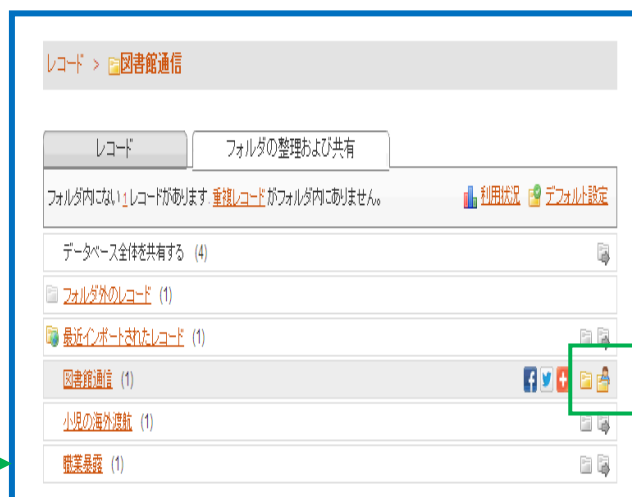 レコード > 図書館通信
レコード フォルダの整理および共有
フォルダ内にない 1 レコードがあります. 重複レコード がフォルダ内にありません。 利用状況 デフォルト設定
データベース全体を共有する (4)
フォルダ外のレコード (1)
最近インポートされたレコード (1)
図書館通信 (1)
小児の海外渡航 (1)
職業暴露 (1)